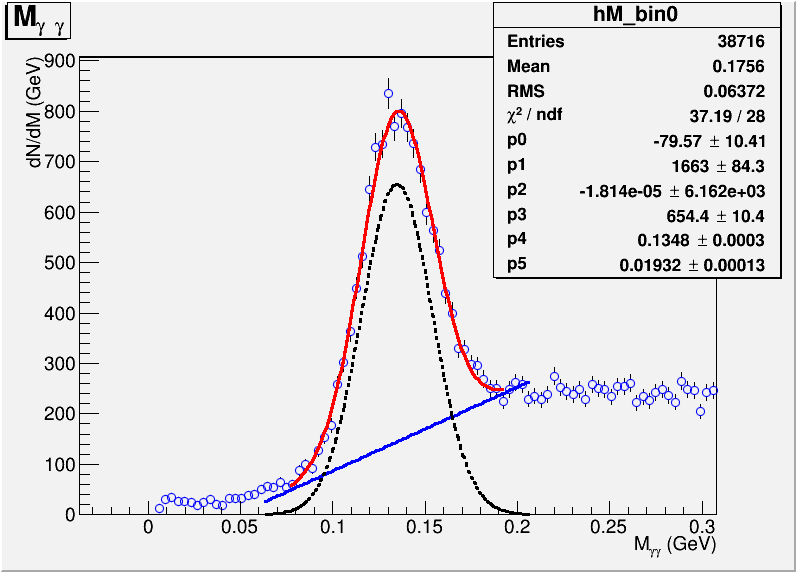 M γ γ
hM_bin0
Entries 38716
Mean 0.1756
RMS 0.06372
χ² / ndf 37.19 / 28
p0 -79.57 ± 10.41
p1 1663 ± 84.3
p2 -1.814e-05 ± 6.162e+03
p3 654.4 ± 10.4
p4 0.1348 ± 0.0003
p5 0.01932 ± 0.00013
dN/dM (GeV)
900
800
700
600
500
400
300
200
100
0
0 0.05 0.1 0.15 0.2 0.25 0.3
M γγ (GeV)